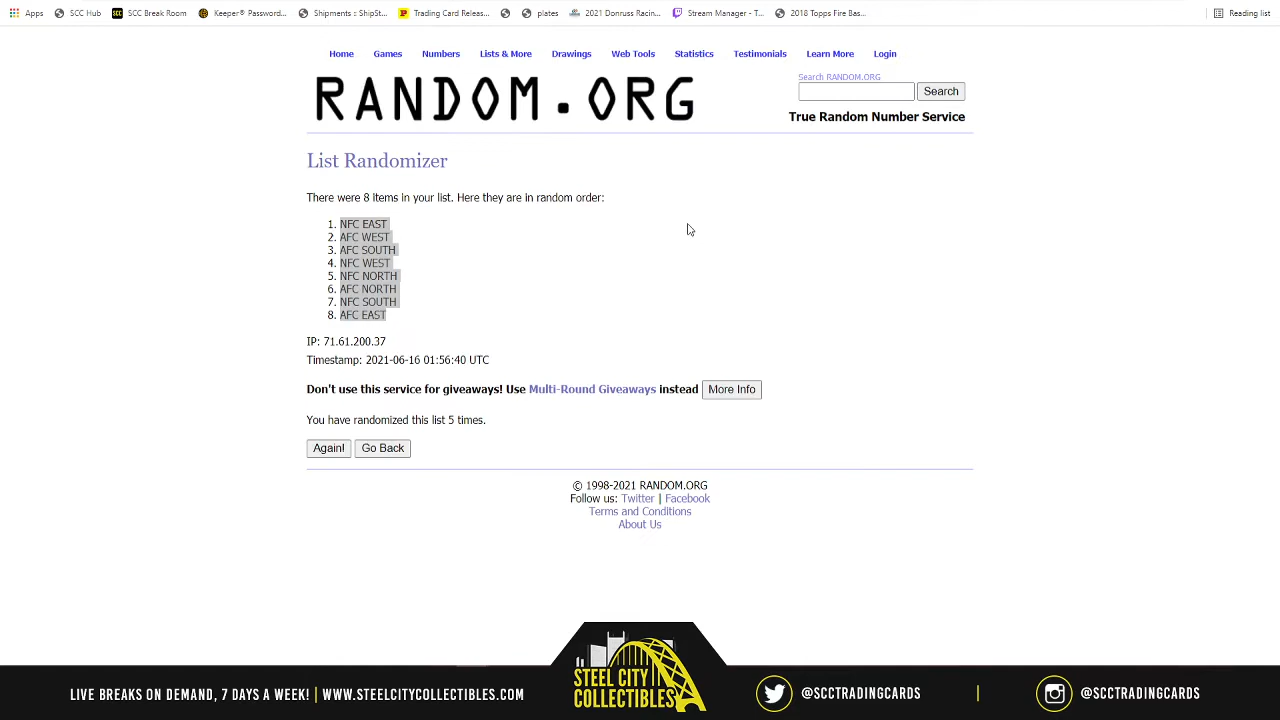 Apps SCC Hub SCC Break Room Keeper® Password... Shipments :: ShipSt... Trading Card Releas... plates 2021 Donruss Racin... Stream Manager - T... 2018 Topps Fire Bas... Reading list
Home Games Numbers Lists & More Drawings Web Tools Statistics Testimonials Learn More Login
RANDOM.ORG
Search RANDOM.ORG
Search
True Random Number Service
List Randomizer
There were 8 items in your list. Here they are in random order:
1. NFC EAST
2. AFC WEST
3. AFC SOUTH
4. NFC WEST
5. NFC NORTH
6. AFC NORTH
7. NFC SOUTH
8. AFC EAST
IP: 71.61.200.37
Timestamp: 2021-06-16 01:56:40 UTC
Don't use this service for giveaways! Use Multi-Round Giveaways instead More Info
You have randomized this list 5 times.
Again! Go Back
© 1998-2021 RANDOM.ORG
Follow us: Twitter | Facebook
Terms and Conditions
About Us
LIVE BREAKS ON DEMAND, 7 DAYS A WEEK! | WWW.STEELCITYCOLLECTIBLES.COM
STEEL CITY
COLLECTIBLES
@SCCTRADINGCARDS | @SCCTRADINGCARDS